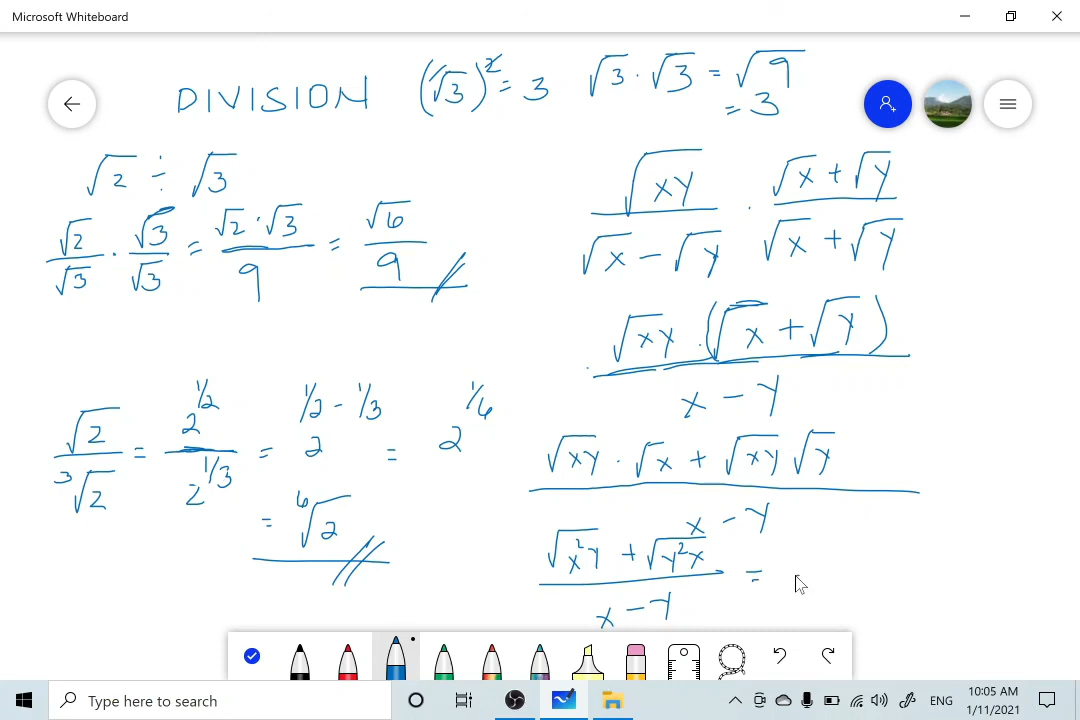 Microsoft Whiteboard
DIVISION (√3)² = 3 √3 · √3 = √9
= 3
√2 ÷ √3
√2/√3 · √3/√3 = √2 · √3/9 = √6/9
√2/³√2 = 2^1/2/2^1/3 = 2^1/2 - 1/3 = 2^1/6
= ⁶√2
√xy/√x - √y · √x + √y/√x + √y
√xy · (√x + √y)/x - y
√xy · √x + √xy √y/x - y
√x²y + √y²x/x - y =
Type here to search
ENG
10:05 AM
1/11/2021